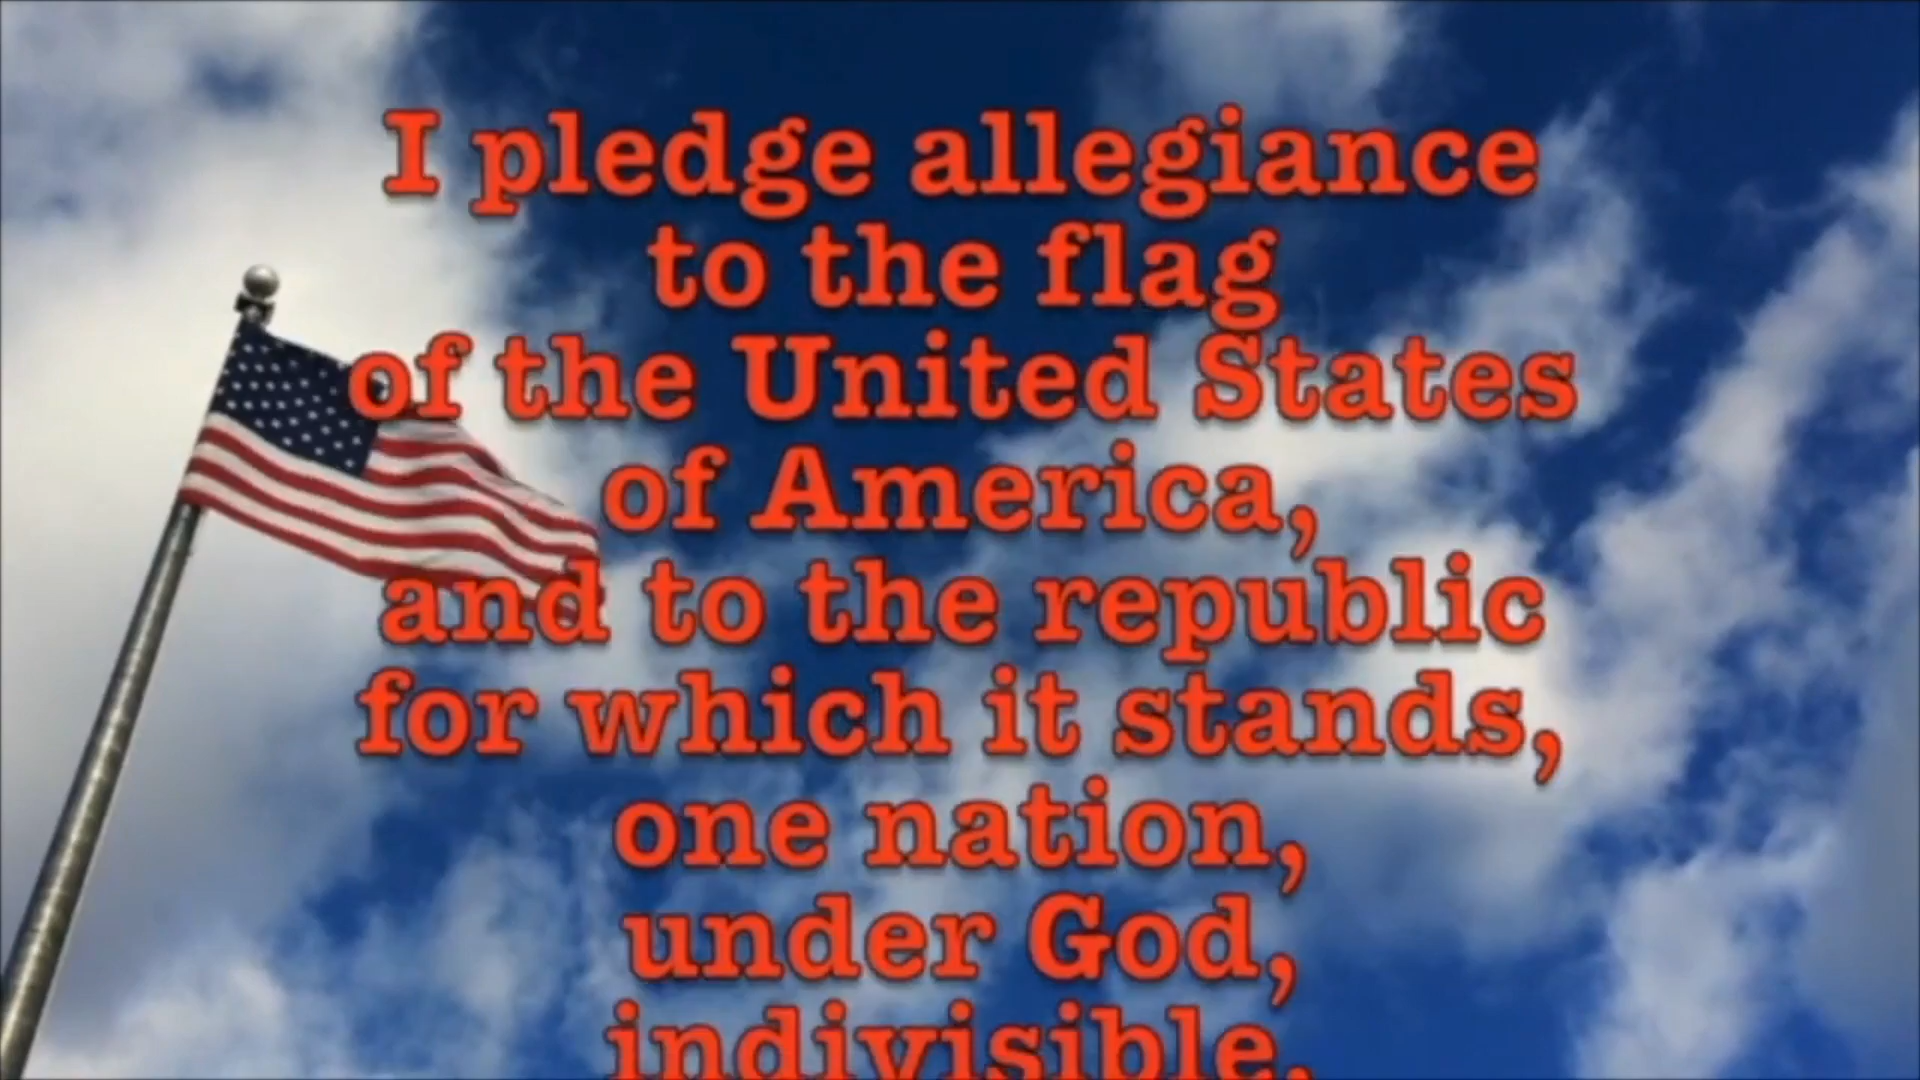 I pledge allegiance
to the flag
of the United States
of America,
and to the republic
for which it stands,
one nation,
under God,
indivisible,